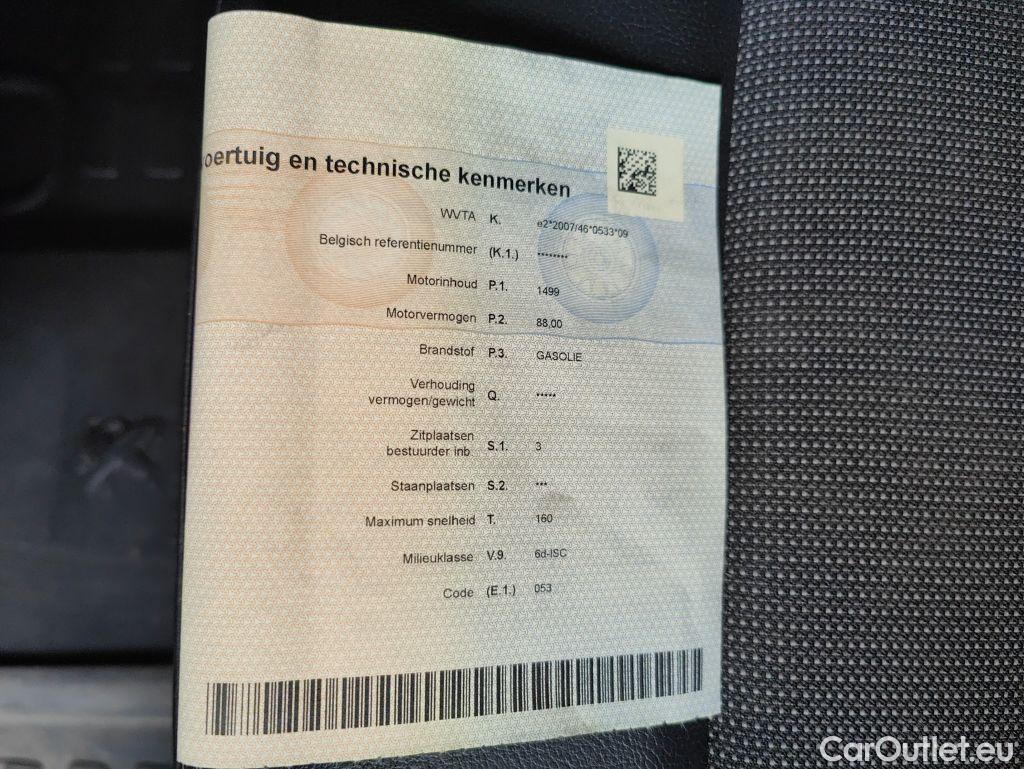 oertuig en technische kenmerken
WVTA K. e2*2007/46*0533*09
Belgisch referentienummer (K.1.) ********
Motorinhoud P.1. 1499
Motorvermogen P.2. 88,00
Brandstof P.3. GASOLIE
Verhouding
vermogen/gewicht Q. *****
Zitplaatsen
bestuurder inb. S.1. 3
Staanplaatsen S.2. ***
Maximum snelheid T. 160
Milieuklasse V.9. 6d-ISC
Code (E.1.) 053
CarOutlet.eu